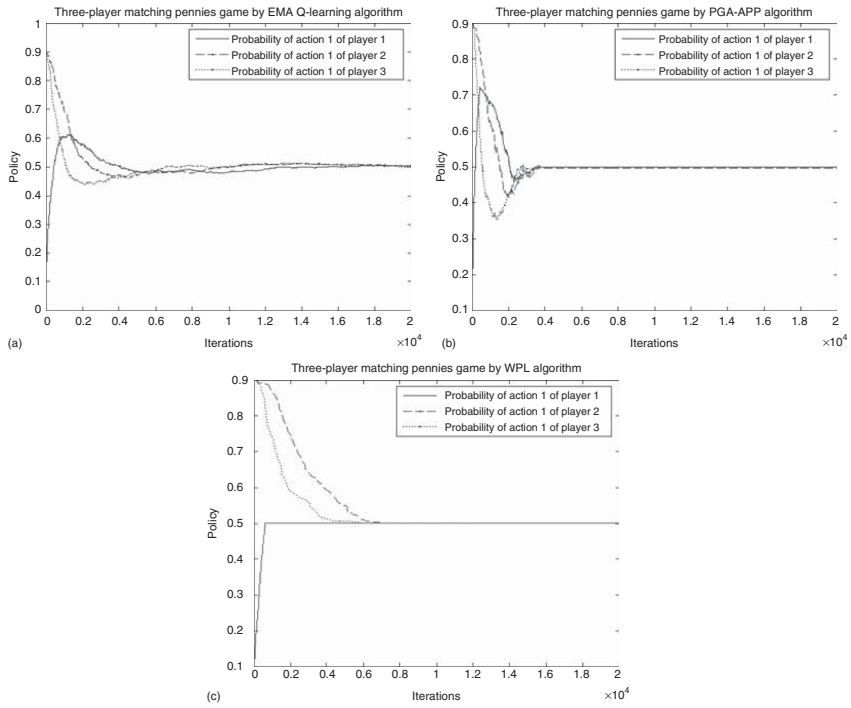 Three-player matching pennies game by EMA Q-learning algorithm
1
0.9
0.8
0.7
0.6
0.5
0.4
0.3
0.2
0.1
0
Policy
Probability of action 1 of player 1
Probability of action 1 of player 2
Probability of action 1 of player 3
0 0.2 0.4 0.6 0.8 1 1.2 1.4 1.6 1.8 20
×10⁴
Iterations
(a)
Three-player matching pennies game by PGA-APP algorithm
0.9
0.8
0.7
0.6
0.5
0.4
0.3
0.2
0.1
Policy
Probability of action 1 of player 1
Probability of action 1 of player 2
Probability of action 1 of player 3
0 0.2 0.4 0.6 0.8 1 1.2 1.4 1.6 1.8 20
×10⁴
Iterations
(b)
Three-player matching pennies game by WPL algorithm
0.9
0.8
0.7
0.6
0.5
0.4
0.3
0.2
0.1
Policy
Probability of action 1 of player 1
Probability of action 1 of player 2
Probability of action 1 of player 3
0 0.2 0.4 0.6 0.8 1 1.2 1.4 1.6 1.8 2
×10⁴
Iterations
(c)